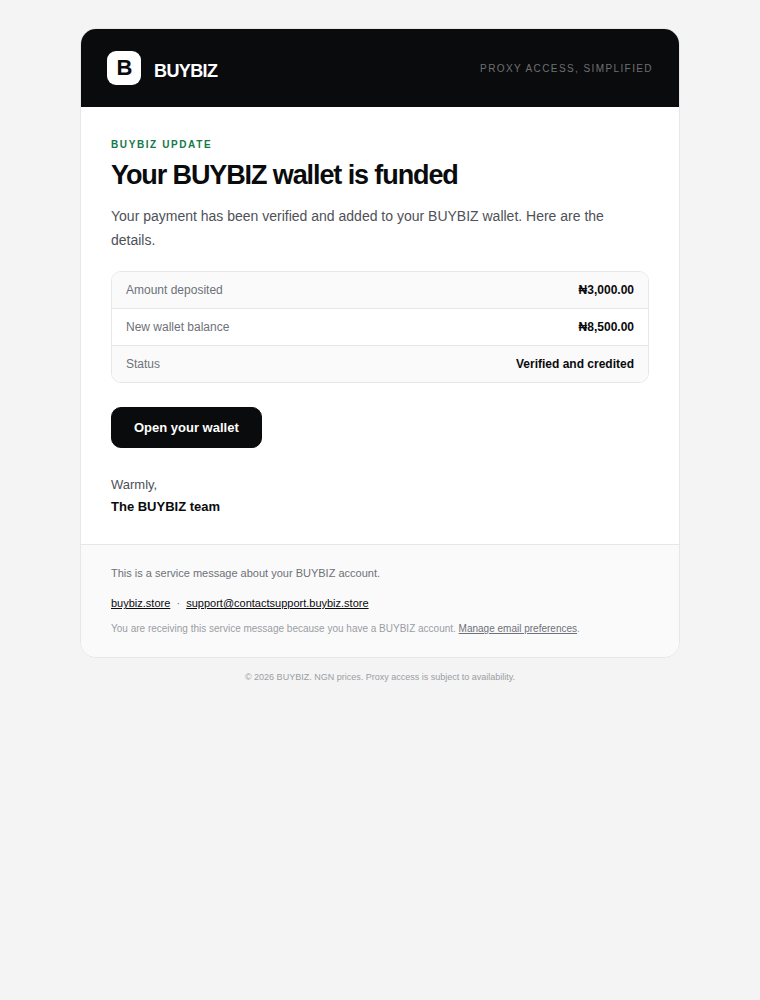 B BUYBIZ PROXY ACCESS, SIMPLIFIED
BUYBIZ UPDATE
Your BUYBIZ wallet is funded
Your payment has been verified and added to your BUYBIZ wallet. Here are the
details.
Amount deposited ₦3,000.00
New wallet balance ₦8,500.00
Status Verified and credited
Open your wallet
Warmly,
The BUYBIZ team
This is a service message about your BUYBIZ account.
buybiz.store · support@contactsupport.buybiz.store
You are receiving this service message because you have a BUYBIZ account. Manage email preferences.
© 2026 BUYBIZ. NGN prices. Proxy access is subject to availability.